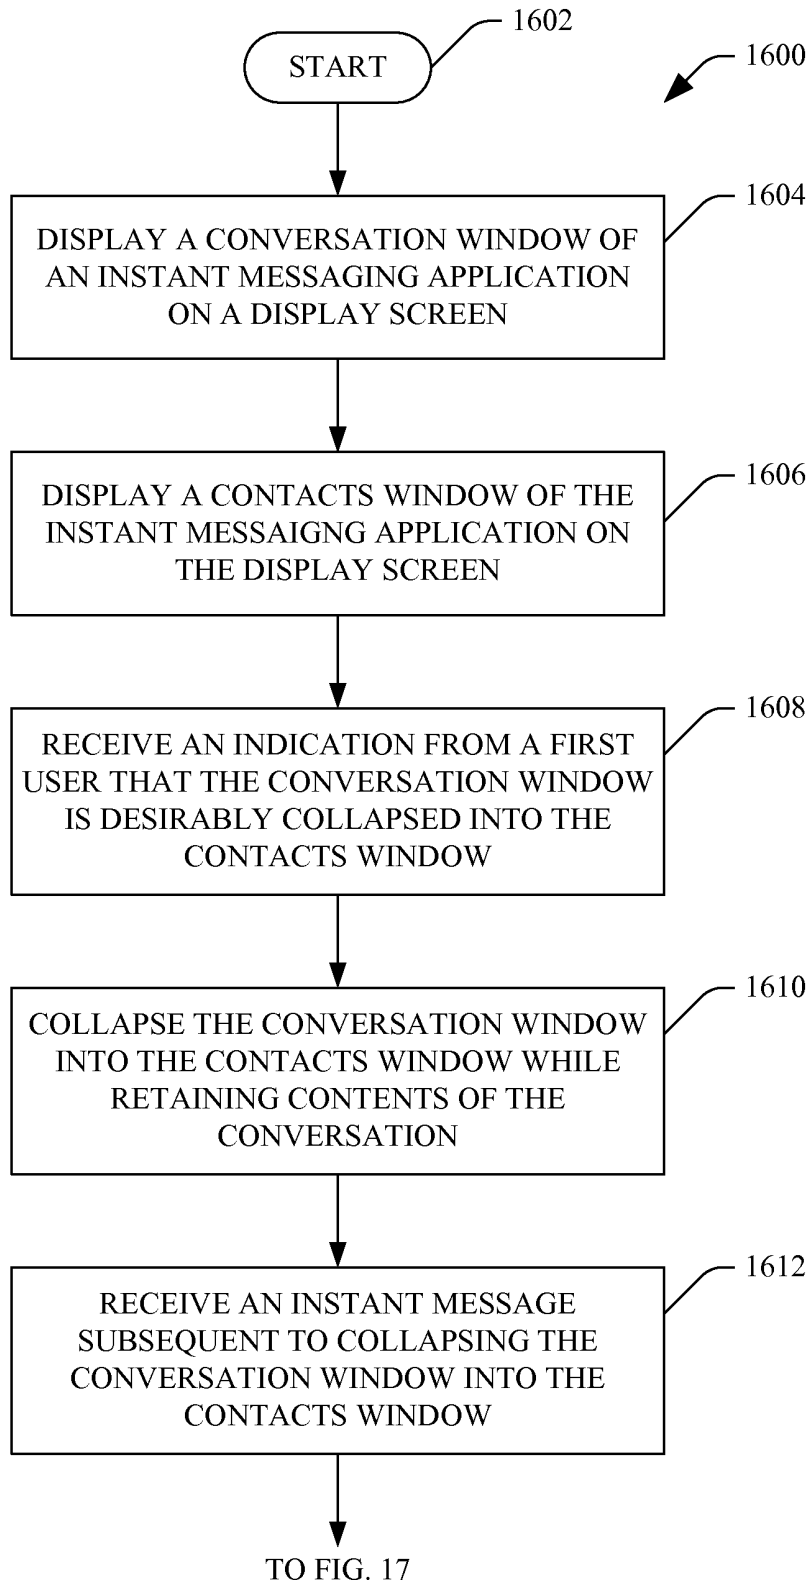 1602
START
1600
1604
DISPLAY A CONVERSATION WINDOW OF
AN INSTANT MESSAGING APPLICATION
ON A DISPLAY SCREEN
1606
DISPLAY A CONTACTS WINDOW OF THE
INSTANT MESSAIGNG APPLICATION ON
THE DISPLAY SCREEN
1608
RECEIVE AN INDICATION FROM A FIRST
USER THAT THE CONVERSATION WINDOW
IS DESIRABLY COLLAPSED INTO THE
CONTACTS WINDOW
1610
COLLAPSE THE CONVERSATION WINDOW
INTO THE CONTACTS WINDOW WHILE
RETAINING CONTENTS OF THE
CONVERSATION
1612
RECEIVE AN INSTANT MESSAGE
SUBSEQUENT TO COLLAPSING THE
CONVERSATION WINDOW INTO THE
CONTACTS WINDOW
TO FIG. 17